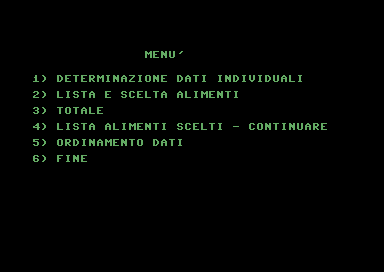 MENU´
1) DETERMINAZIONE DATI INDIVIDUALI
2) LISTA E SCELTA ALIMENTI
3) TOTALE
4) LISTA ALIMENTI SCELTI - CONTINUARE
5) ORDINAMENTO DATI
6) FINE